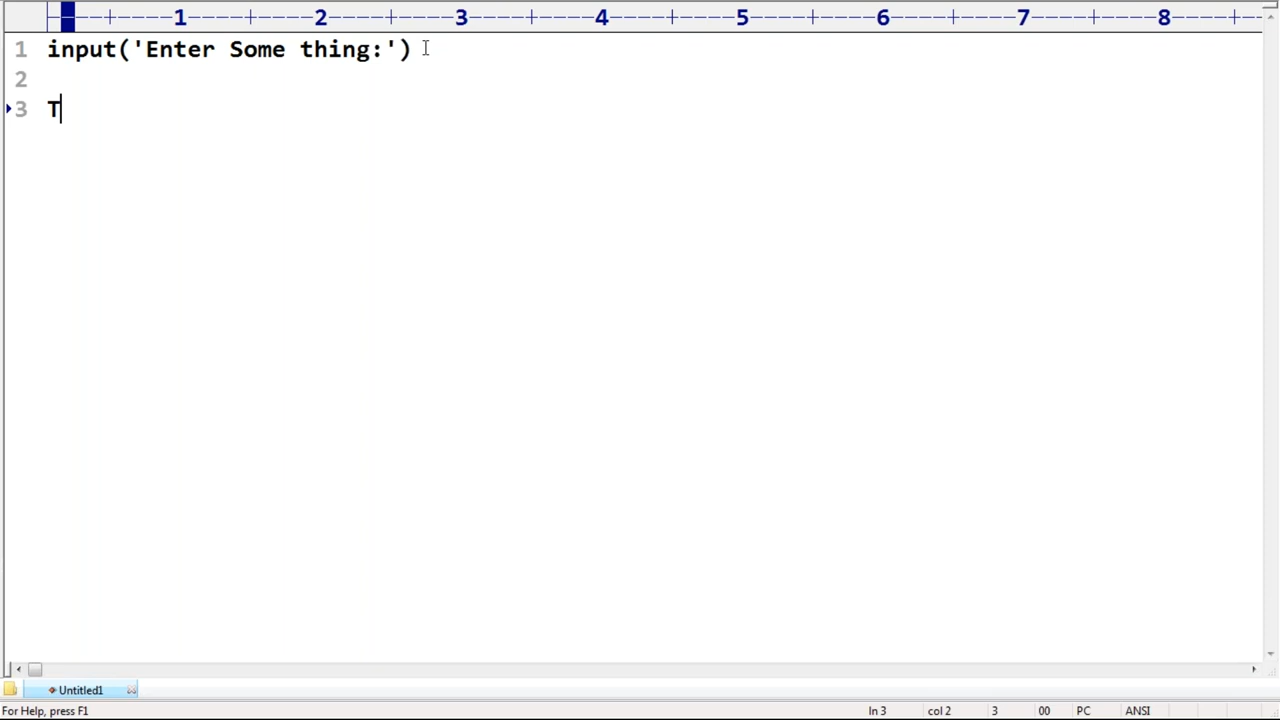 1 2 3 4 5 6 7 8
1 input('Enter Some thing:')
2
3 T
Untitled1
For Help, press F1 ln 3 col 2 3 00 PC ANSI